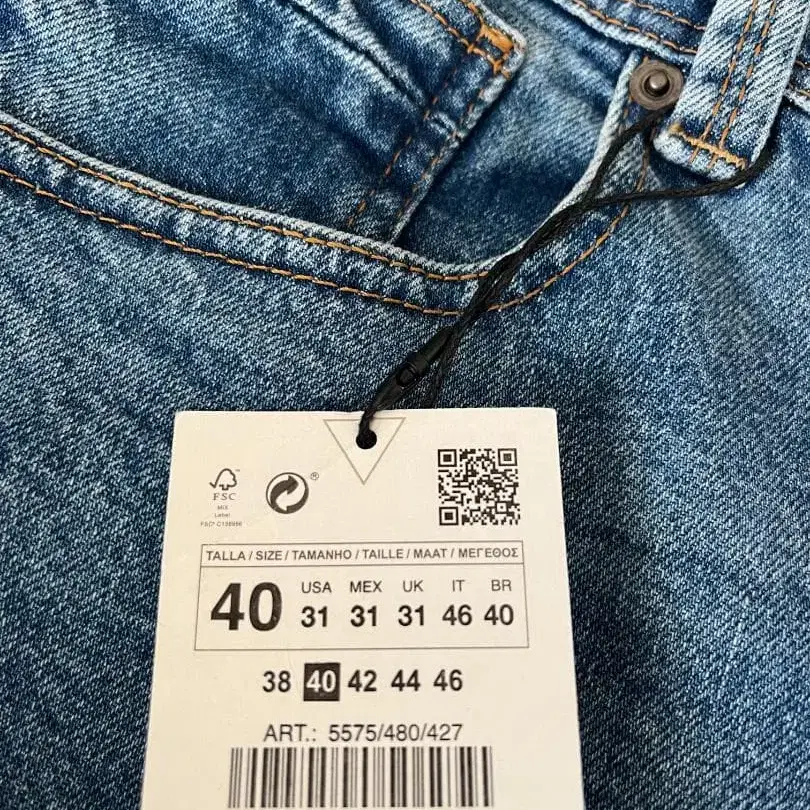 FSC
MIX
Label
FSC® C138956
®
TALLA / SIZE / TAMANHO / TAILLE / MAAT / ΜΕΓΕΘΟΣ
USA MEX UK IT BR
40 31 31 31 46 40
38 40 42 44 46
ART.: 5575/480/427